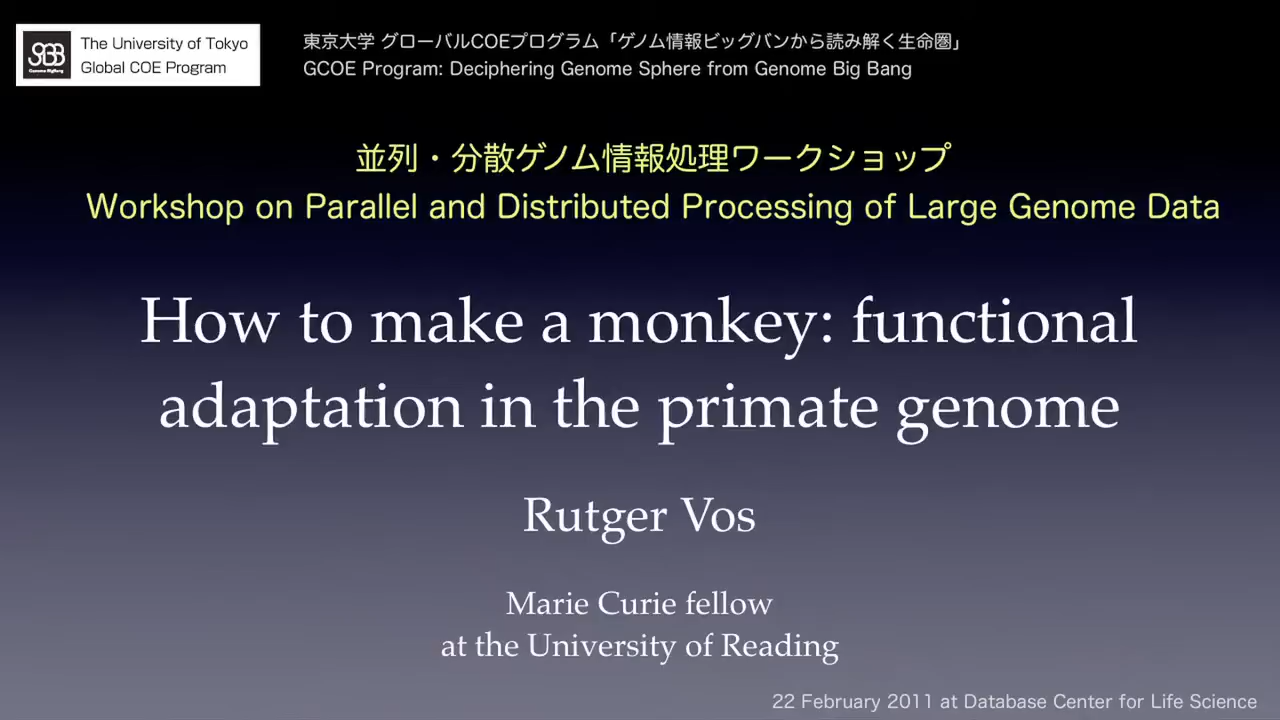 The University of Tokyo
Global COE Program
Genome BigBang
東京大学 グローバルCOEプログラム「ゲノム情報ビッグバンから読み解く生命圏」
GCOE Program: Deciphering Genome Sphere from Genome Big Bang
並列・分散ゲノム情報処理ワークショップ
Workshop on Parallel and Distributed Processing of Large Genome Data
How to make a monkey: functional
adaptation in the primate genome
Rutger Vos
Marie Curie fellow
at the University of Reading
22 February 2011 at Database Center for Life Science